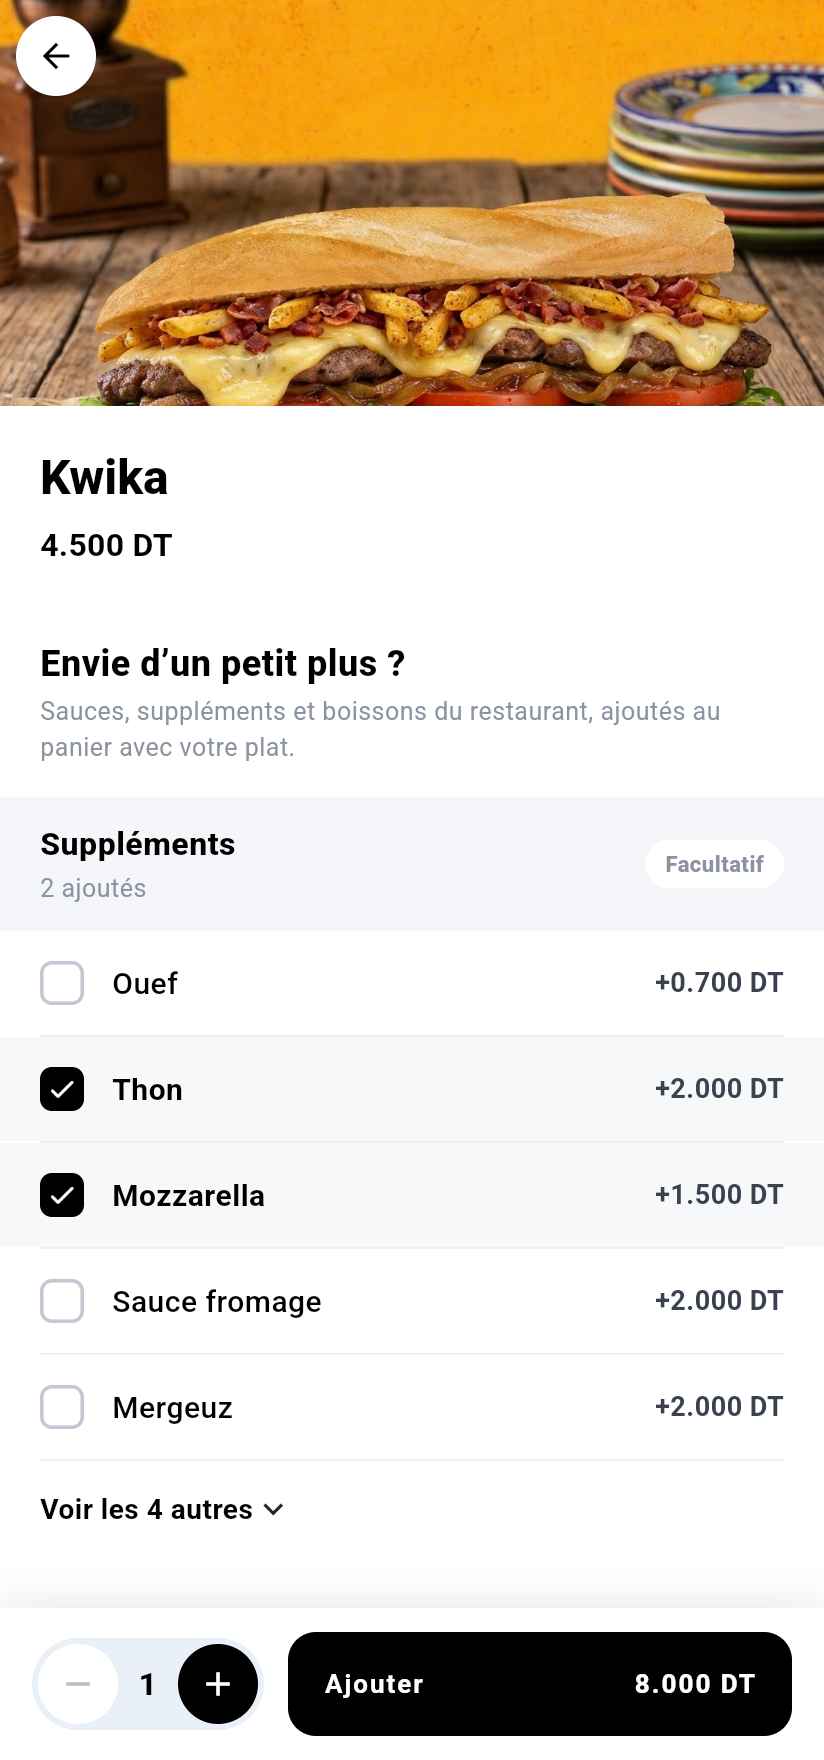 Kwika
4.500 DT
Envie d’un petit plus ?
Sauces, suppléments et boissons du restaurant, ajoutés au
panier avec votre plat.
Suppléments
Facultatif
2 ajoutés
Ouef +0.700 DT
Thon +2.000 DT
Mozzarella +1.500 DT
Sauce fromage +2.000 DT
Mergeuz +2.000 DT
Voir les 4 autres
1 Ajouter 8.000 DT